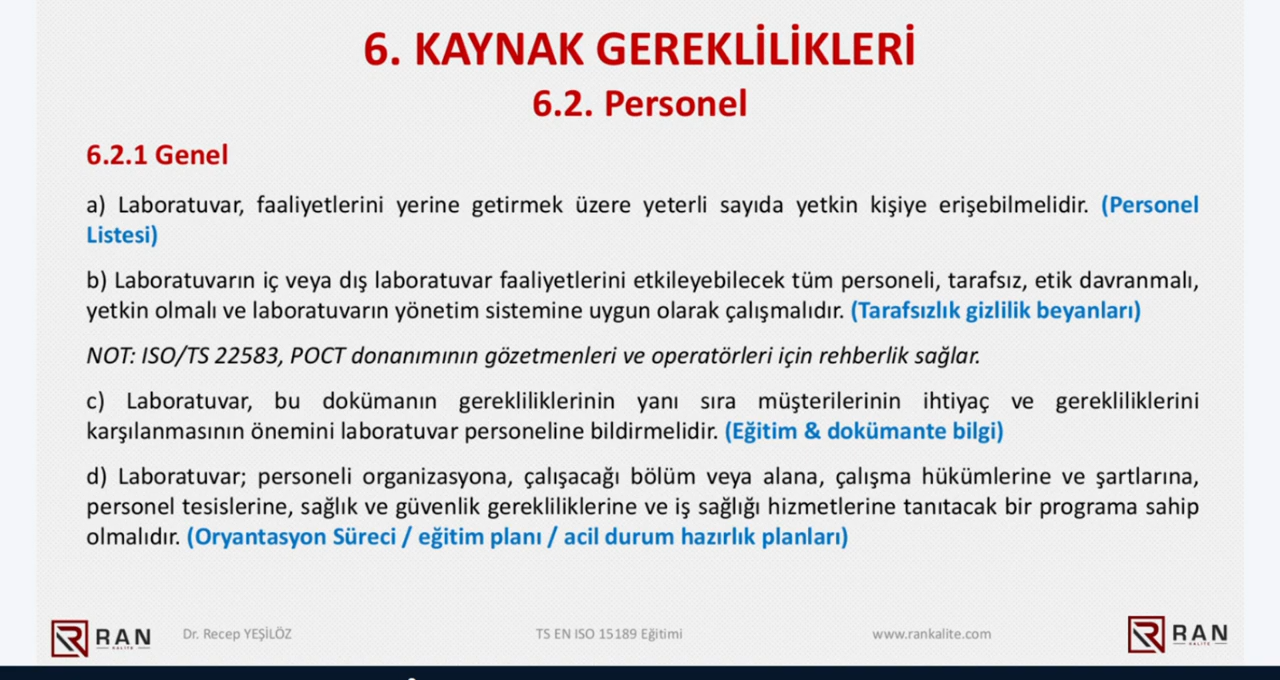 6. KAYNAK GEREKLİLİKLERİ
6.2. Personel
6.2.1 Genel
a) Laboratuvar, faaliyetlerini yerine getirmek üzere yeterli sayıda yetkin kişiye erişebilmelidir. (Personel
Listesi)
b) Laboratuvarın iç veya dış laboratuvar faaliyetlerini etkileyebilecek tüm personeli, tarafsız, etik davranmalı,
yetkin olmalı ve laboratuvarın yönetim sistemine uygun olarak çalışmalıdır. (Tarafsızlık gizlilik beyanları)
NOT: ISO/TS 22583, POCT donanımının gözetmenleri ve operatörleri için rehberlik sağlar.
c) Laboratuvar, bu dokümanın gerekliliklerinin yanı sıra müşterilerinin ihtiyaç ve gerekliliklerini
karşılanmasının önemini laboratuvar personeline bildirmelidir. (Eğitim & dokümante bilgi)
d) Laboratuvar; personeli organizasyona, çalışacağı bölüm veya alana, çalışma hükümlerine ve şartlarına,
personel tesislerine, sağlık ve güvenlik gerekliliklerine ve iş sağlığı hizmetlerine tanıtacak bir programa sahip
olmalıdır. (Oryantasyon Süreci / eğitim planı / acil durum hazırlık planları)
RAN
KALİTE
Dr. Recep YEŞİLÖZ
TS EN ISO 15189 Eğitimi
www.rankalite.com
RAN
KALİTE